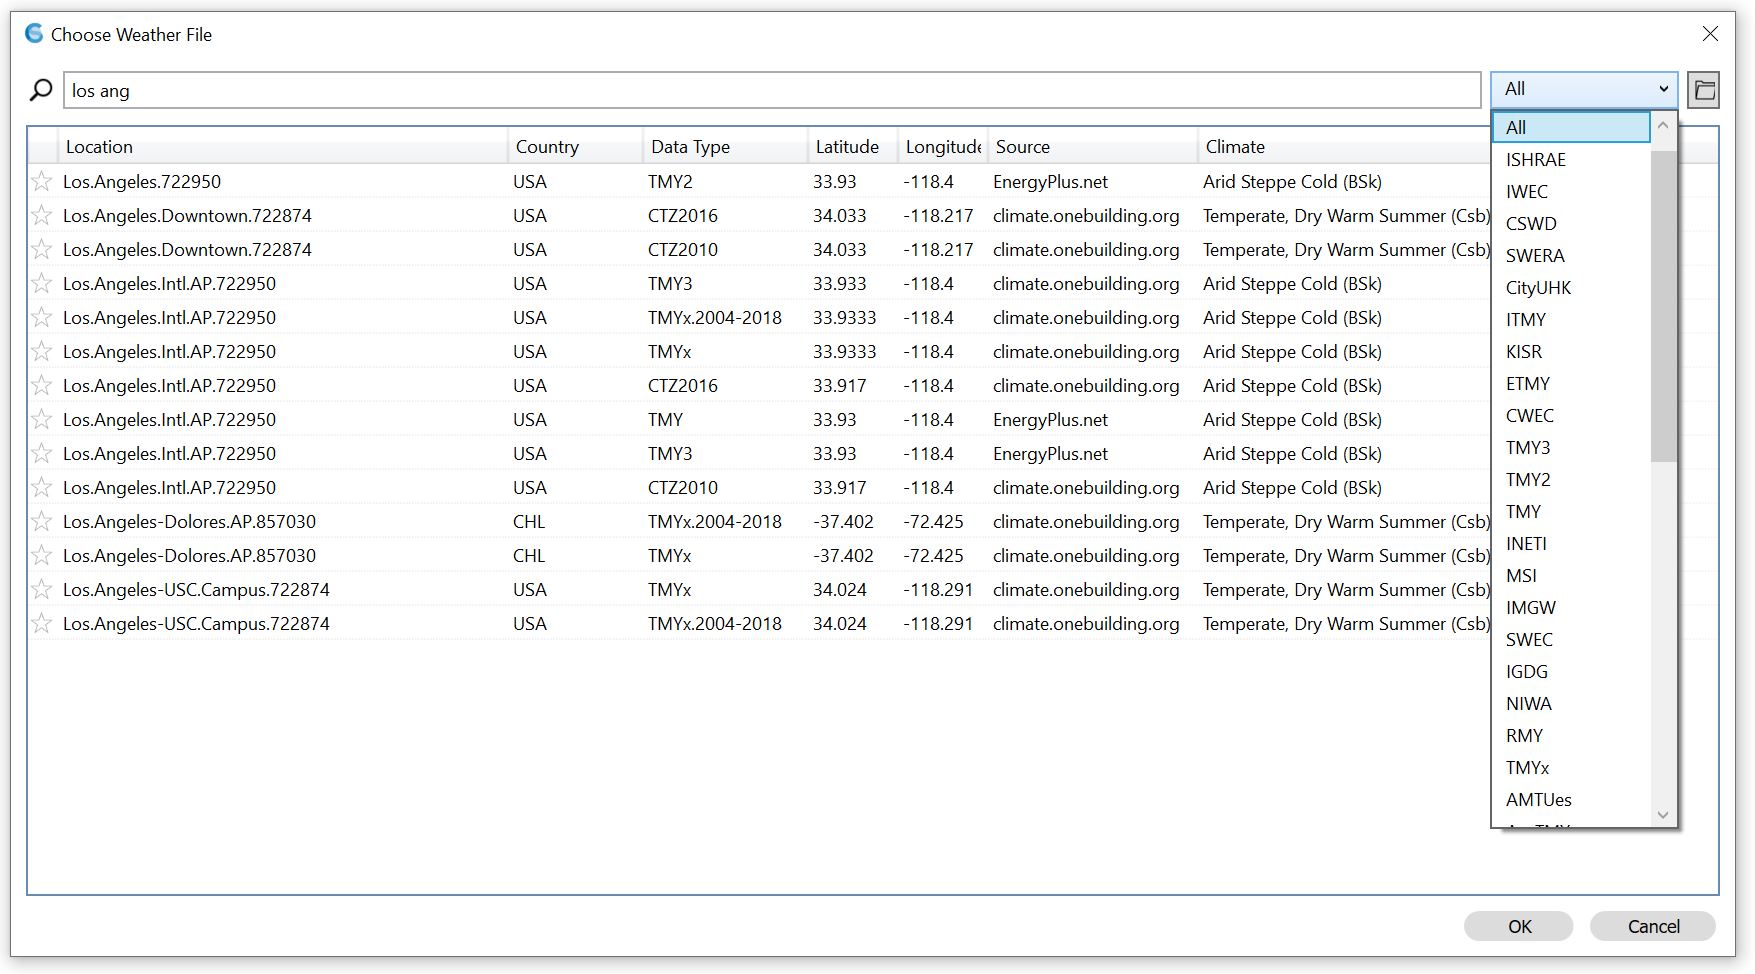 Choose Weather File
los ang
All
Location Country Data Type Latitude Longitude Source Climate
Los.Angeles.722950 USA TMY2 33.93 -118.4 EnergyPlus.net Arid Steppe Cold (BSk)
Los.Angeles.Downtown.722874 USA CTZ2016 34.033 -118.217 climate.onebuilding.org Temperate, Dry Warm Summer (Csb)
Los.Angeles.Downtown.722874 USA CTZ2010 34.033 -118.217 climate.onebuilding.org Temperate, Dry Warm Summer (Csb)
Los.Angeles.Intl.AP.722950 USA TMY3 33.933 -118.4 climate.onebuilding.org Arid Steppe Cold (BSk)
Los.Angeles.Intl.AP.722950 USA TMYx.2004-2018 33.9333 -118.4 climate.onebuilding.org Arid Steppe Cold (BSk)
Los.Angeles.Intl.AP.722950 USA TMYx 33.9333 -118.4 climate.onebuilding.org Arid Steppe Cold (BSk)
Los.Angeles.Intl.AP.722950 USA CTZ2016 33.917 -118.4 climate.onebuilding.org Arid Steppe Cold (BSk)
Los.Angeles.Intl.AP.722950 USA TMY 33.93 -118.4 EnergyPlus.net Arid Steppe Cold (BSk)
Los.Angeles.Intl.AP.722950 USA TMY3 33.93 -118.4 EnergyPlus.net Arid Steppe Cold (BSk)
Los.Angeles.Intl.AP.722950 USA CTZ2010 33.917 -118.4 climate.onebuilding.org Arid Steppe Cold (BSk)
Los.Angeles-Dolores.AP.857030 CHL TMYx.2004-2018 -37.402 -72.425 climate.onebuilding.org Temperate, Dry Warm Summer (Csb)
Los.Angeles-Dolores.AP.857030 CHL TMYx -37.402 -72.425 climate.onebuilding.org Temperate, Dry Warm Summer (Csb)
Los.Angeles-USC.Campus.722874 USA TMYx 34.024 -118.291 climate.onebuilding.org Temperate, Dry Warm Summer (Csb)
Los.Angeles-USC.Campus.722874 USA TMYx.2004-2018 34.024 -118.291 climate.onebuilding.org Temperate, Dry Warm Summer (Csb)
All
ISHRAE
IWEC
CSWD
SWERA
CityUHK
ITMY
KISR
ETMY
CWEC
TMY3
TMY2
TMY
INETI
MSI
IMGW
SWEC
IGDG
NIWA
RMY
TMYx
AMTUes
OK
Cancel